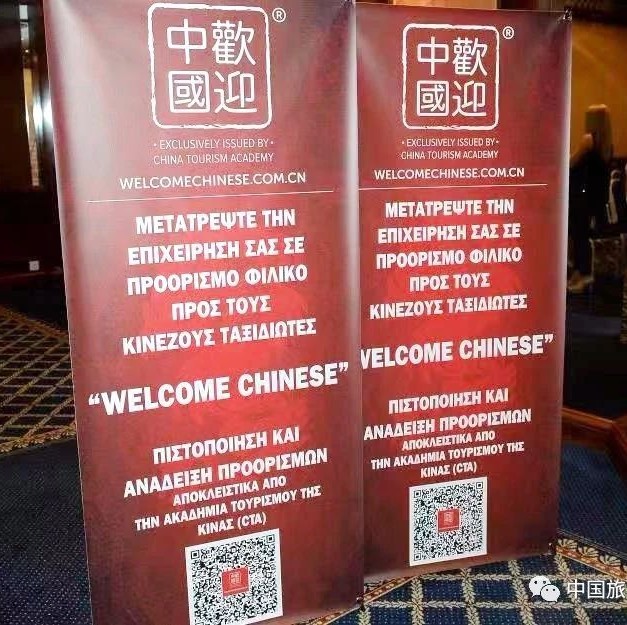 中歡®
國迎
· EXCLUSIVELY ISSUED BY ·
CHINA TOURISM ACADEMY
WELCOMECHINESE.COM.CN
ΜΕΤΑΤΡΕΨΤΕ ΤΗΝ
ΕΠΙΧΕΙΡΗΣΗ ΣΑΣ ΣΕ
ΠΡΟΟΡΙΣΜΟ ΦΙΛΙΚΟ
ΠΡΟΣ ΤΟΥΣ
ΚΙΝΕΖΟΥΣ ΤΑΞΙΔΙΩΤΕΣ
“WELCOME CHINESE”
ΠΙΣΤΟΠΟΙΗΣΗ ΚΑΙ
ΑΝΑΔΕΙΞΗ ΠΡΟΟΡΙΣΜΩΝ
ΑΠΟΚΛΕΙΣΤΙΚΑ ΑΠΟ
ΤΗΝ ΑΚΑΔΗΜΙΑ ΤΟΥΡΙΣΜΟΥ ΤΗΣ
ΚΙΝΑΣ (CTA)
中歡®
國迎
· EXCLUSIVELY ISSUED BY ·
CHINA TOURISM ACADEMY
WELCOMECHINESE.COM.CN
ΜΕΤΑΤΡΕΨΤΕ ΤΗΝ
ΕΠΙΧΕΙΡΗΣΗ ΣΑΣ ΣΕ
ΠΡΟΟΡΙΣΜΟ ΦΙΛΙΚΟ
ΠΡΟΣ ΤΟΥΣ
ΚΙΝΕΖΟΥΣ ΤΑΞΙΔΙΩΤΕΣ
WELCOME CHINESE”
ΠΙΣΤΟΠΟΙΗΣΗ ΚΑΙ
ΑΝΑΔΕΙΞΗ ΠΡΟΟΡΙΣΜΩΝ
ΑΠΟΚΛΕΙΣΤΙΚΑ ΑΠΟ
ΤΗΝ ΑΚΑΔΗΜΙΑ ΤΟΥΡΙΣΜΟΥ ΤΗΣ
ΚΙΝΑΣ (CTA)
中国旅